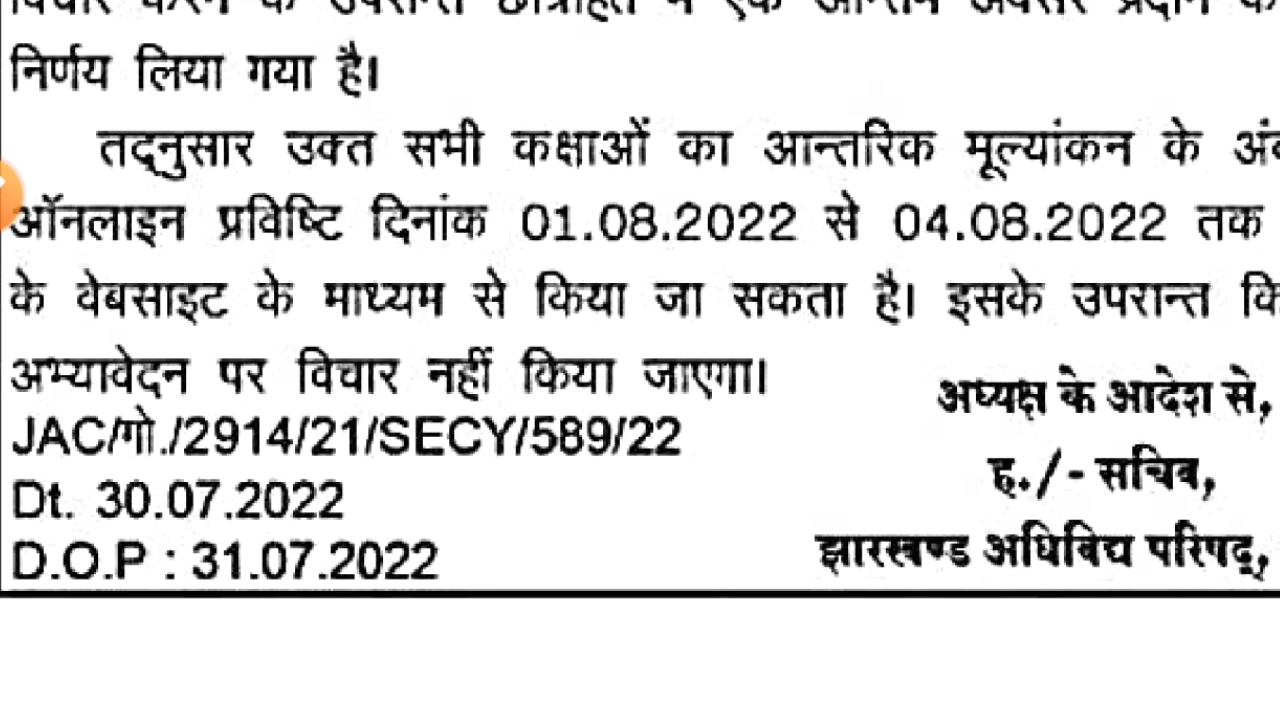 निर्णय लिया गया है।
तद्नुसार उक्त सभी कक्षाओं का आन्तरिक मूल्यांकन के
ऑनलाइन प्रविष्टि दिनांक 01.08.2022 से 04.08.2022 तक
के वेबसाइट के माध्यम से किया जा सकता है। इसके उपरान्त
अभ्यावेदन पर विचार नहीं किया जाएगा।
अध्यक्ष के आदेश से,
JAC/गो./2914/21/SECY/589/22
ह./- सचिव,
Dt. 30.07.2022
झारखण्ड अधिविद्य परिषद्,
D.O.P : 31.07.2022